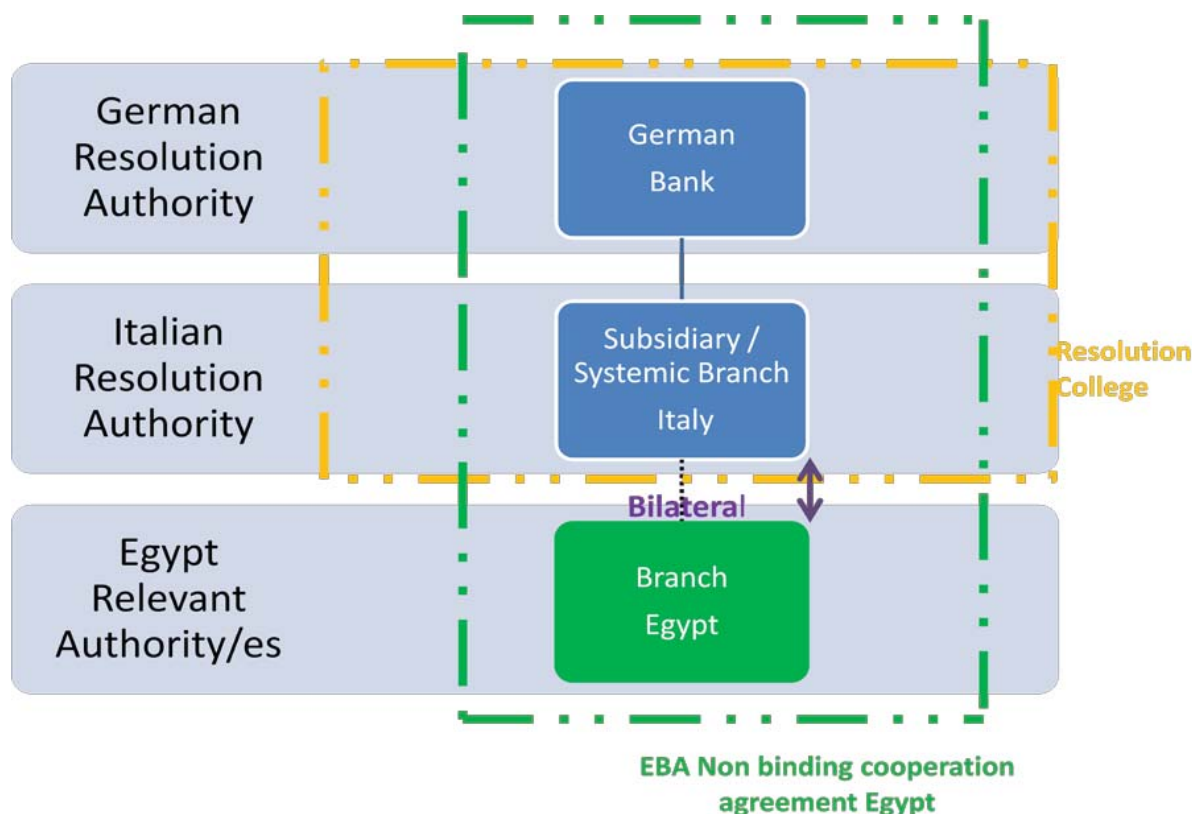 German
Resolution
Authority
German
Bank
Italian
Resolution
Authority
Subsidiary /
Systemic Branch
Italy
Resolution
College
Bilateral
Egypt
Relevant
Authority/es
Branch
Egypt
EBA Non binding cooperation
agreement Egypt